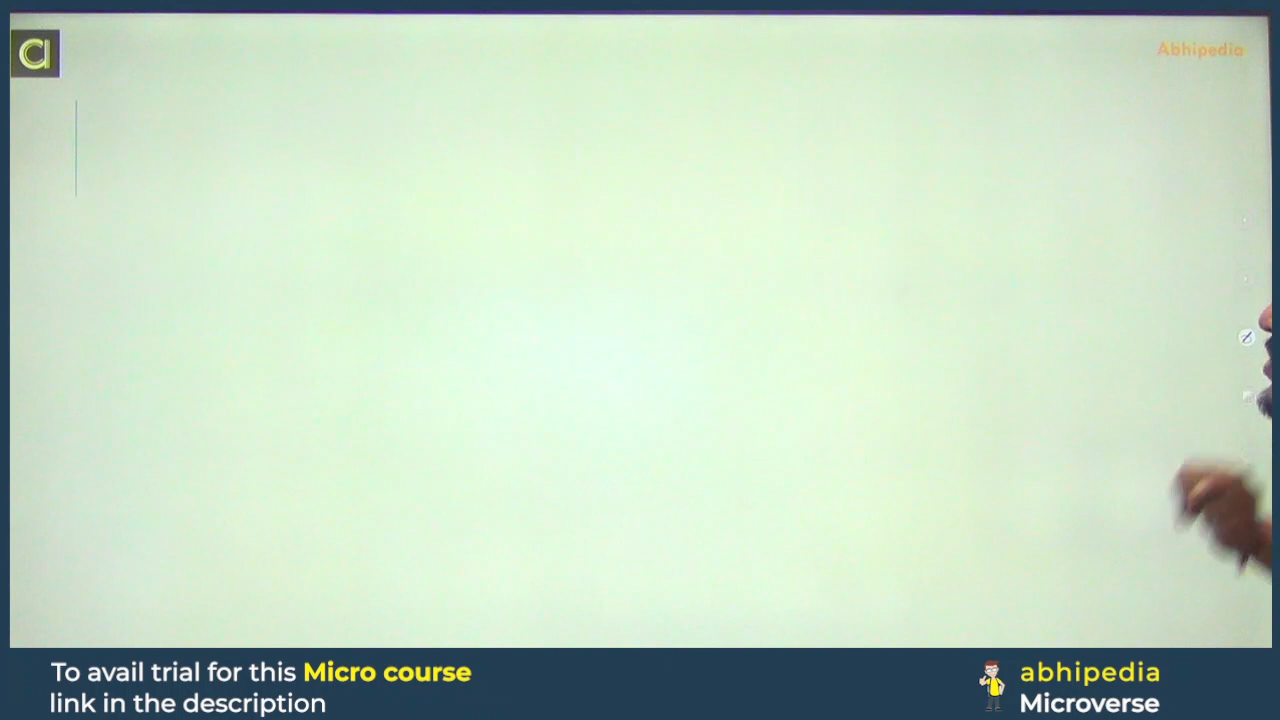 Abhipedia
To avail trial for this Micro course
link in the description
abhipedia
Microverse